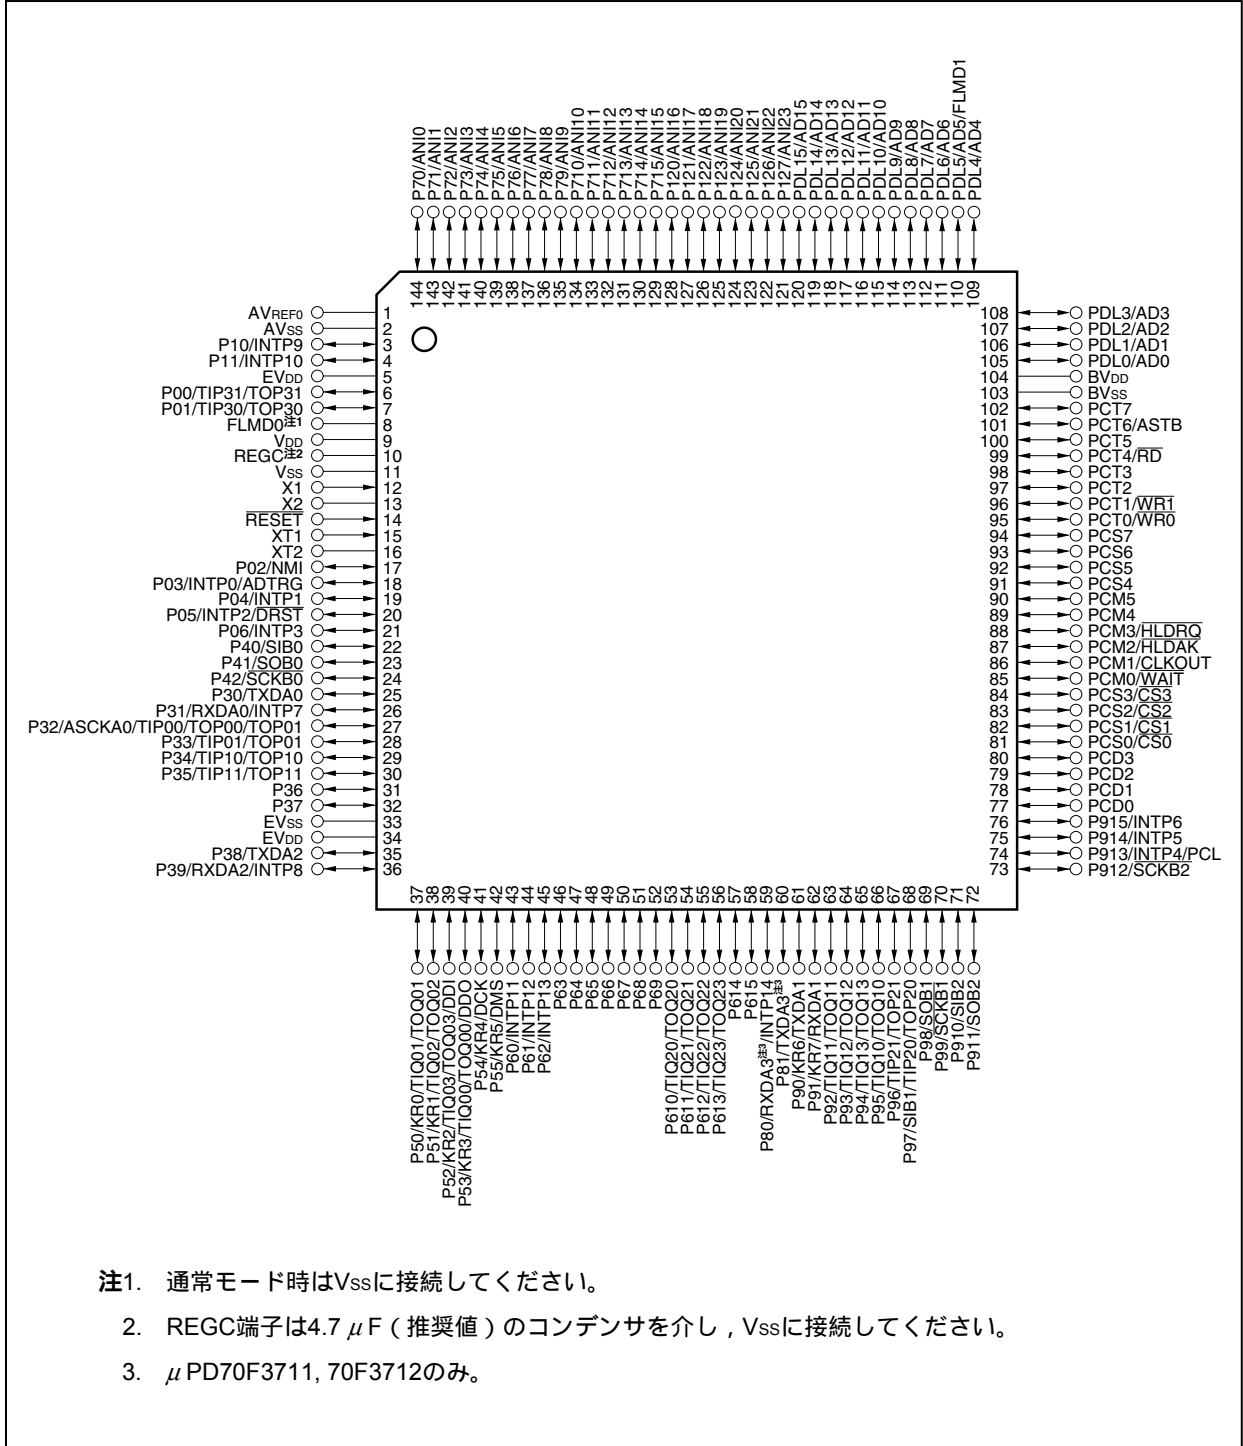 P70/ANI0
P71/ANI1
P72/ANI2
P73/ANI3
P74/ANI4
P75/ANI5
P76/ANI6
P77/ANI7
P78/ANI8
P79/ANI9
P710/ANI10
P711/ANI11
P712/ANI12
P713/ANI13
P714/ANI14
P715/ANI15
P120/ANI16
P121/ANI17
P122/ANI18
P123/ANI19
P124/ANI20
P125/ANI21
P126/ANI22
P127/ANI23
PDL15/AD15
PDL14/AD14
PDL13/AD13
PDL12/AD12
PDL11/AD11
PDL10/AD10
PDL9/AD9
PDL8/AD8
PDL7/AD7
PDL6/AD6
PDL5/AD5/FLMD1
PDL4/AD4
144 143 142 141 140 139 138 137 136 135 134 133 132 131 130 129 128 127 126 125 124 123 122 121 120 119 118 117 116 115 114 113 112 111 110 109
AVREF0 1
AVSS 2
P10/INTP9 3
P11/INTP10 4
EVDD 5
P00/TIP31/TOP31 6
P01/TIP30/TOP30 7
FLMD0注1 8
VDD 9
REGC注2 10
VSS 11
X1 12
X2 13
RESET 14
XT1 15
XT2 16
P02/NMI 17
P03/INTP0/ADTRG 18
P04/INTP1 19
P05/INTP2/DRST 20
P06/INTP3 21
P40/SIB0 22
P41/SOB0 23
P42/SCKB0 24
P30/TXDA0 25
P31/RXDA0/INTP7 26
P32/ASCKA0/TIP00/TOP00/TOP01 27
P33/TIP01/TOP01 28
P34/TIP10/TOP10 29
P35/TIP11/TOP11 30
P36 31
P37 32
EVSS 33
EVDD 34
P38/TXDA2 35
P39/RXDA2/INTP8 36
108 PDL3/AD3
107 PDL2/AD2
106 PDL1/AD1
105 PDL0/AD0
104 BVDD
103 BVSS
102 PCT7
101 PCT6/ASTB
100 PCT5
99 PCT4/RD
98 PCT3
97 PCT2
96 PCT1/WR1
95 PCT0/WR0
94 PCS7
93 PCS6
92 PCS5
91 PCS4
90 PCM5
89 PCM4
88 PCM3/HLDRQ
87 PCM2/HLDAK
86 PCM1/CLKOUT
85 PCM0/WAIT
84 PCS3/CS3
83 PCS2/CS2
82 PCS1/CS1
81 PCS0/CS0
80 PCD3
79 PCD2
78 PCD1
77 PCD0
76 P915/INTP6
75 P914/INTP5
74 P913/INTP4/PCL
73 P912/SCKB2
37 38 39 40 41 42 43 44 45 46 47 48 49 50 51 52 53 54 55 56 57 58 59 60 61 62 63 64 65 66 67 68 69 70 71 72
P50/KR0/TIQ01/TOQ01
P51/KR1/TIQ02/TOQ02
P52/KR2/TIQ03/TOQ03/DDI
P53/KR3/TIQ00/TOQ00/DDO
P54/KR4/DCK
P55/KR5/DMS
P60/INTP11
P61/INTP12
P62/INTP13
P63
P64
P65
P66
P67
P68
P69
P610/TIQ20/TOQ20
P611/TIQ21/TOQ21
P612/TIQ22/TOQ22
P613/TIQ23/TOQ23
P614
P615
P80/RXDA3注3/INTP14
P81/TXDA3注3
P90/KR6/TXDA1
P91/KR7/RXDA1
P92/TIQ11/TOQ11
P93/TIQ12/TOQ12
P94/TIQ13/TOQ13
P95/TIQ10/TOQ10
P96/TIP21/TOP21
P97/SIB1/TIP20/TOP20
P98/SOB1
P99/SCKB1
P910/SIB2
P911/SOB2
注1. 通常モード時はVSSに接続してください。
2. REGC端子は4.7 μF（推奨値）のコンデンサを介し，VSSに接続してください。
3. μPD70F3711, 70F3712のみ。